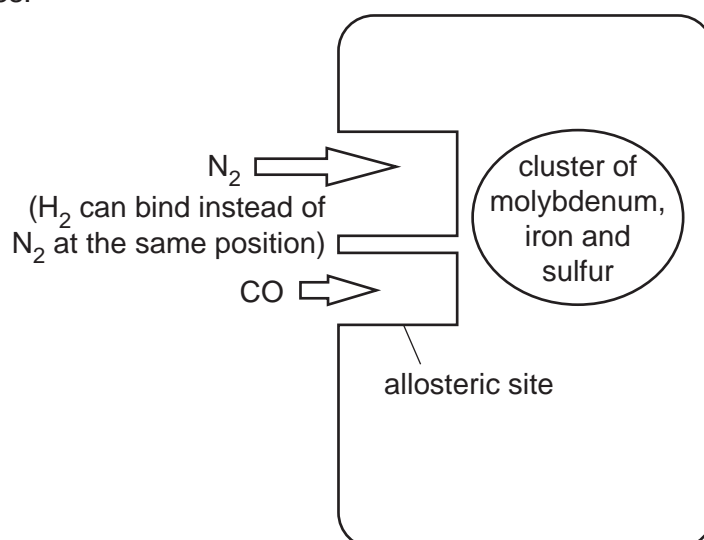 N₂
(H₂ can bind instead of
N₂ at the same position)
CO
cluster of
molybdenum,
iron and
sulfur
allosteric site